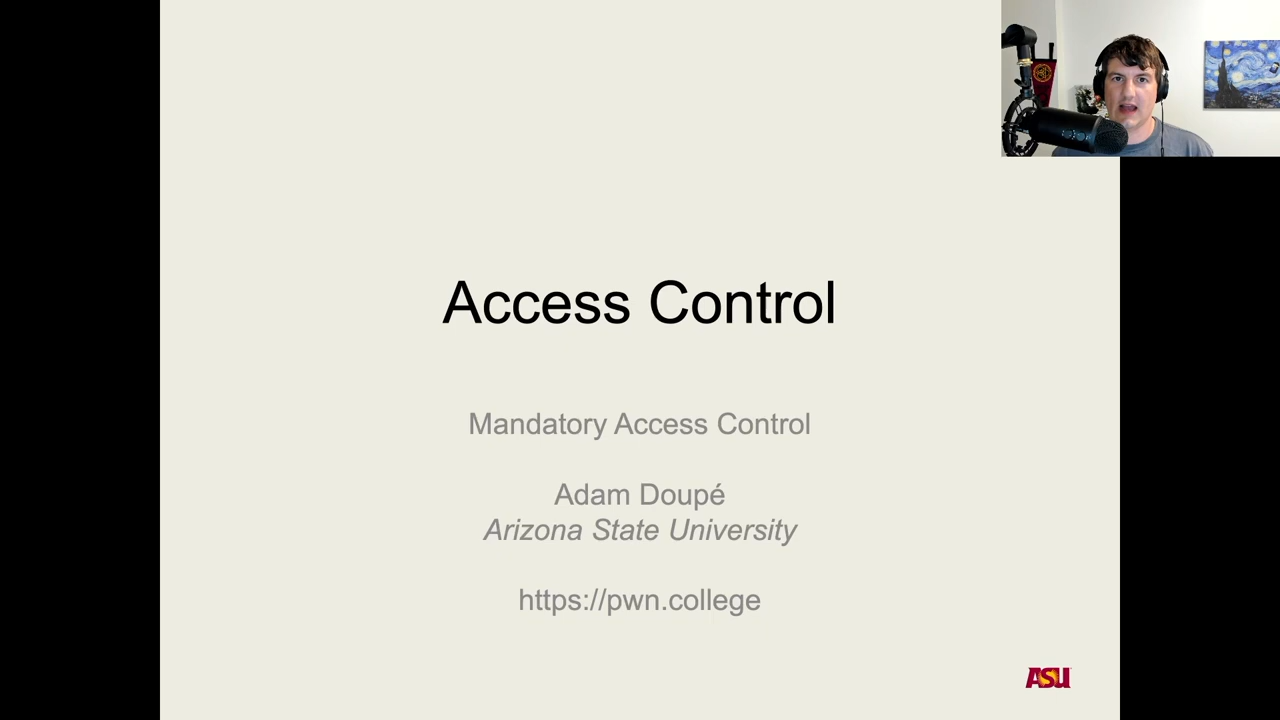 Access Control
Mandatory Access Control
Adam Doupé
Arizona State University
https://pwn.college
ASU